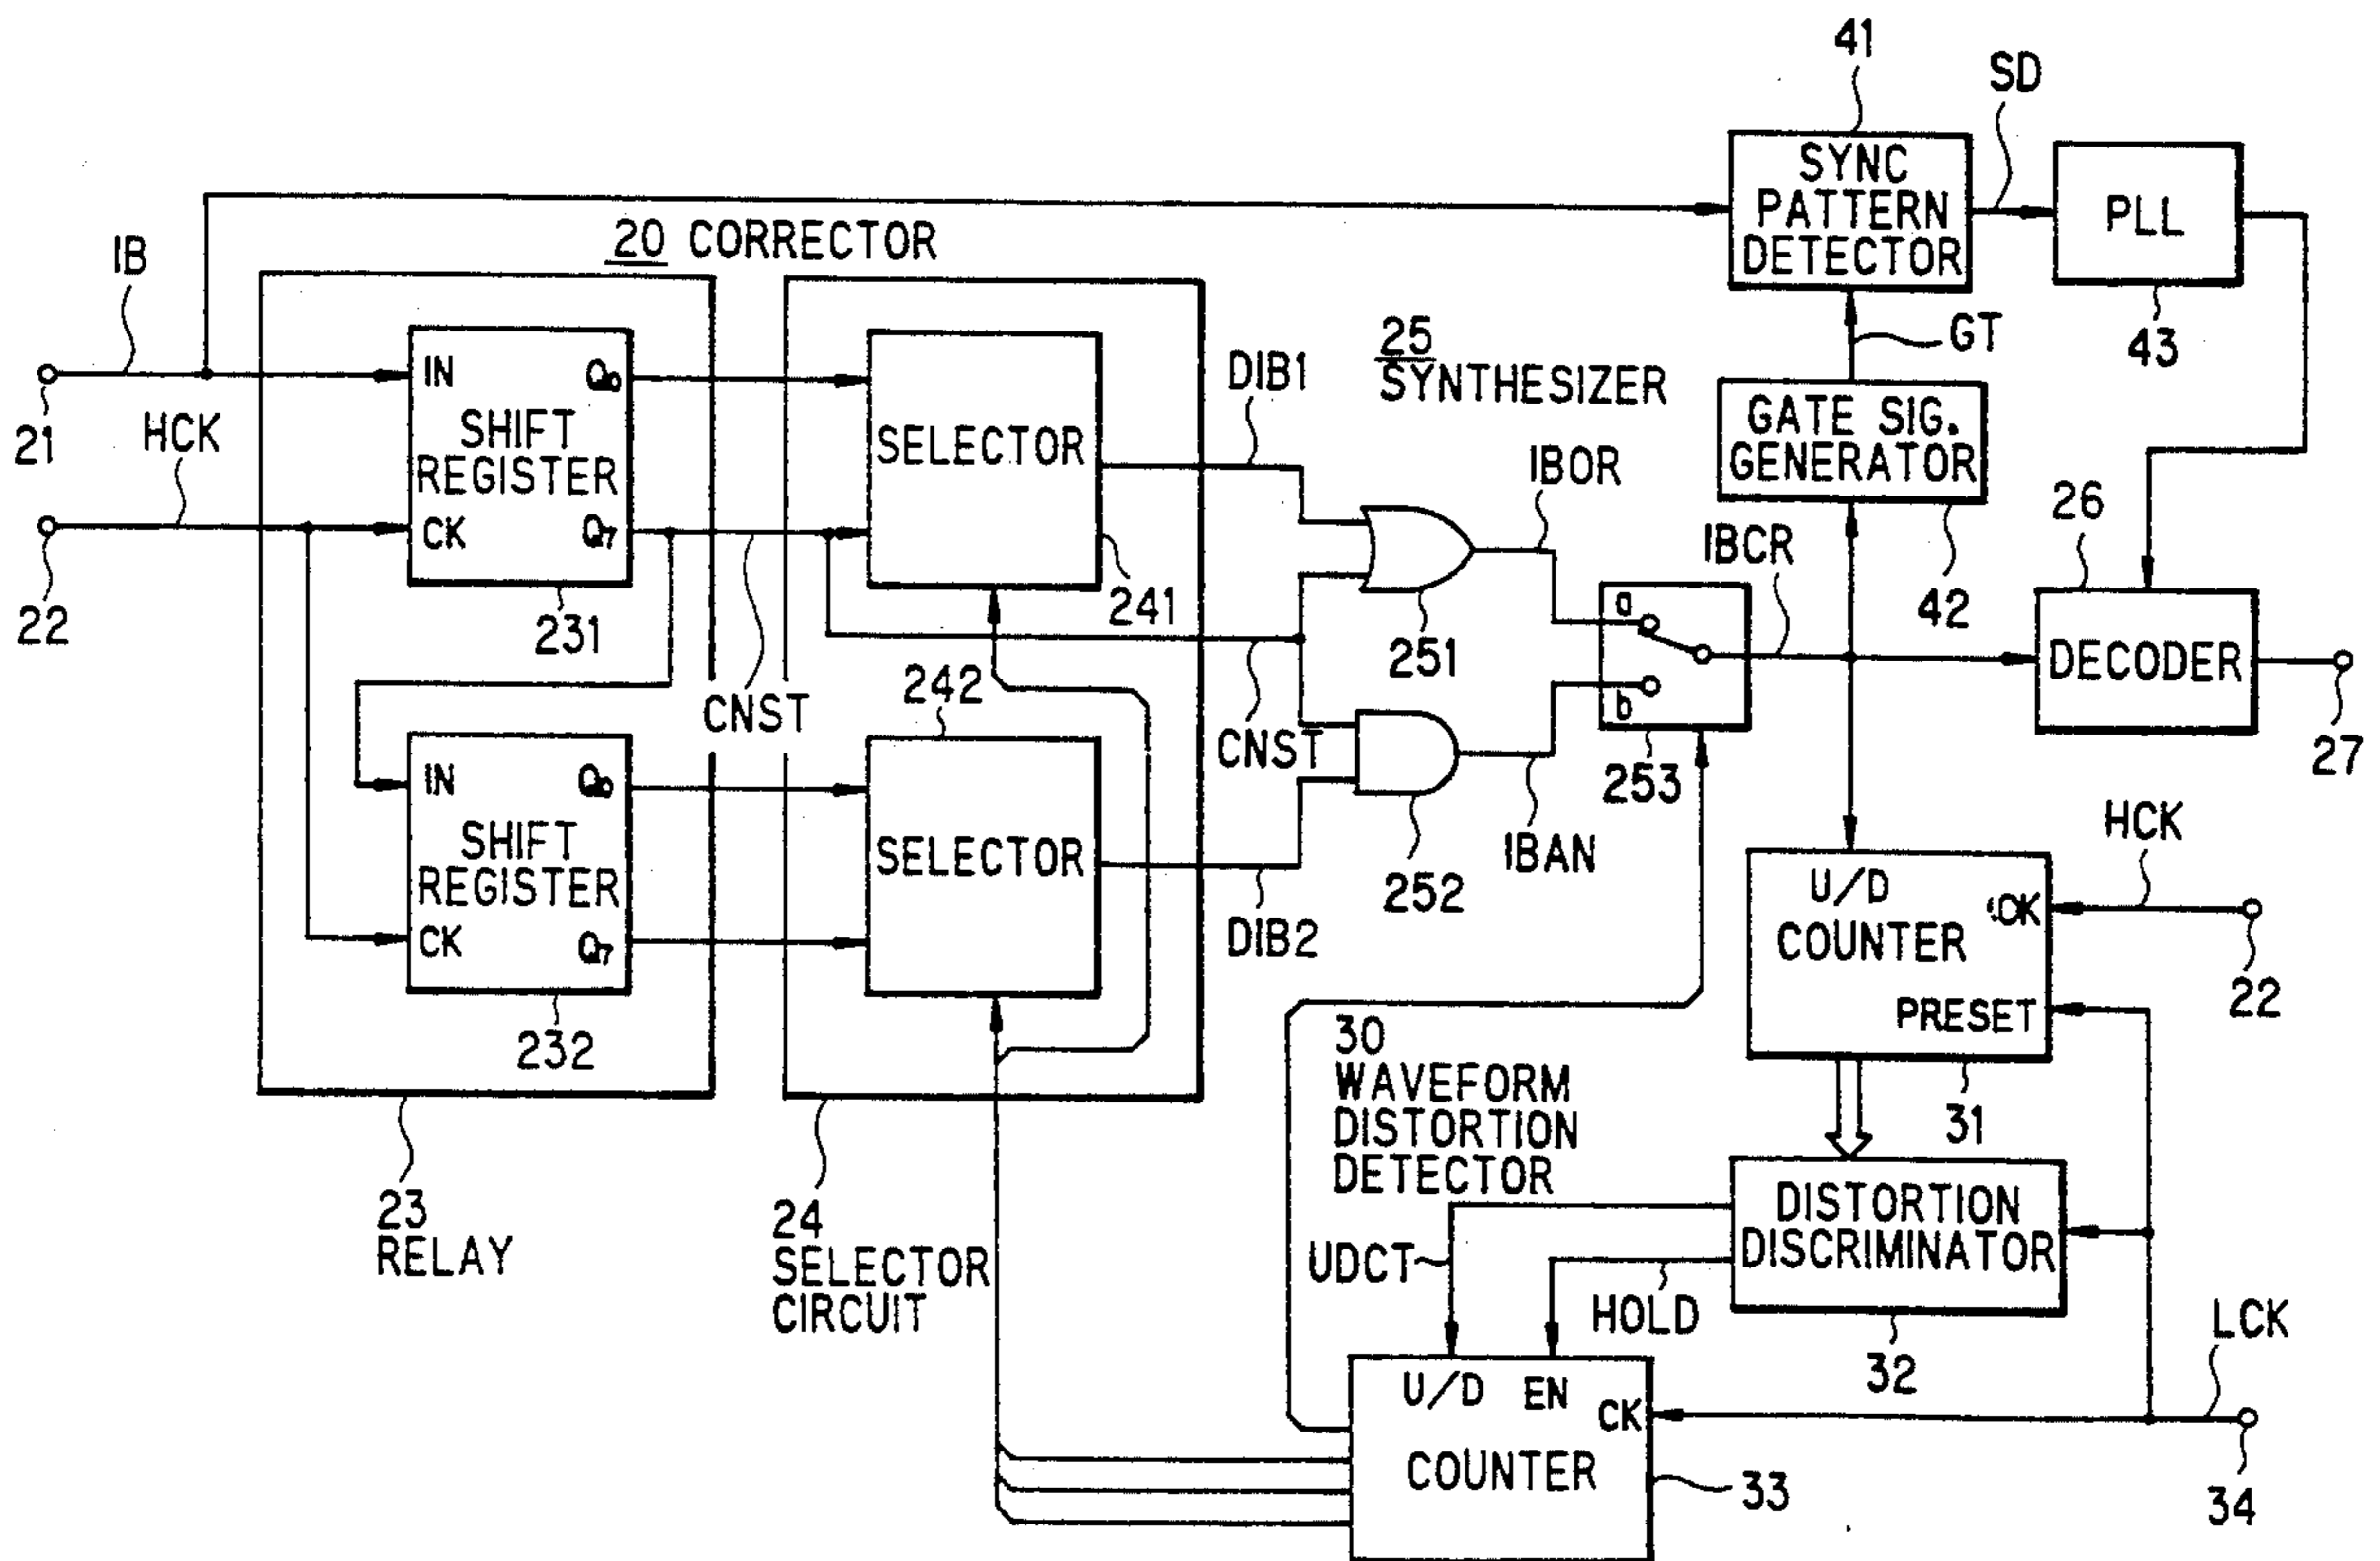 41
SD
SYNC
PATTERN
DETECTOR
PLL
20 CORRECTOR
IB
GT
43
25
SYNTHESIZER
IN
Q0
SHIFT
REGISTER
CK
Q7
21
HCK
22
231
SELECTOR
241
DIB1
IBOR
251
GATE SIG.
GENERATOR
42
26
IBCR
a
b
253
DECODER
27
CNST
242
CNST
IN
Q0
SHIFT
REGISTER
CK
Q7
232
SELECTOR
252
IBAN
DIB2
HCK
U/D
CK
COUNTER
PRESET
22
31
30
WAVEFORM
DISTORTION
DETECTOR
23
RELAY
24
SELECTOR
CIRCUIT
DISTORTION
DISCRIMINATOR
UDCT
HOLD
32
LCK
U/D EN
CK
COUNTER
33
34